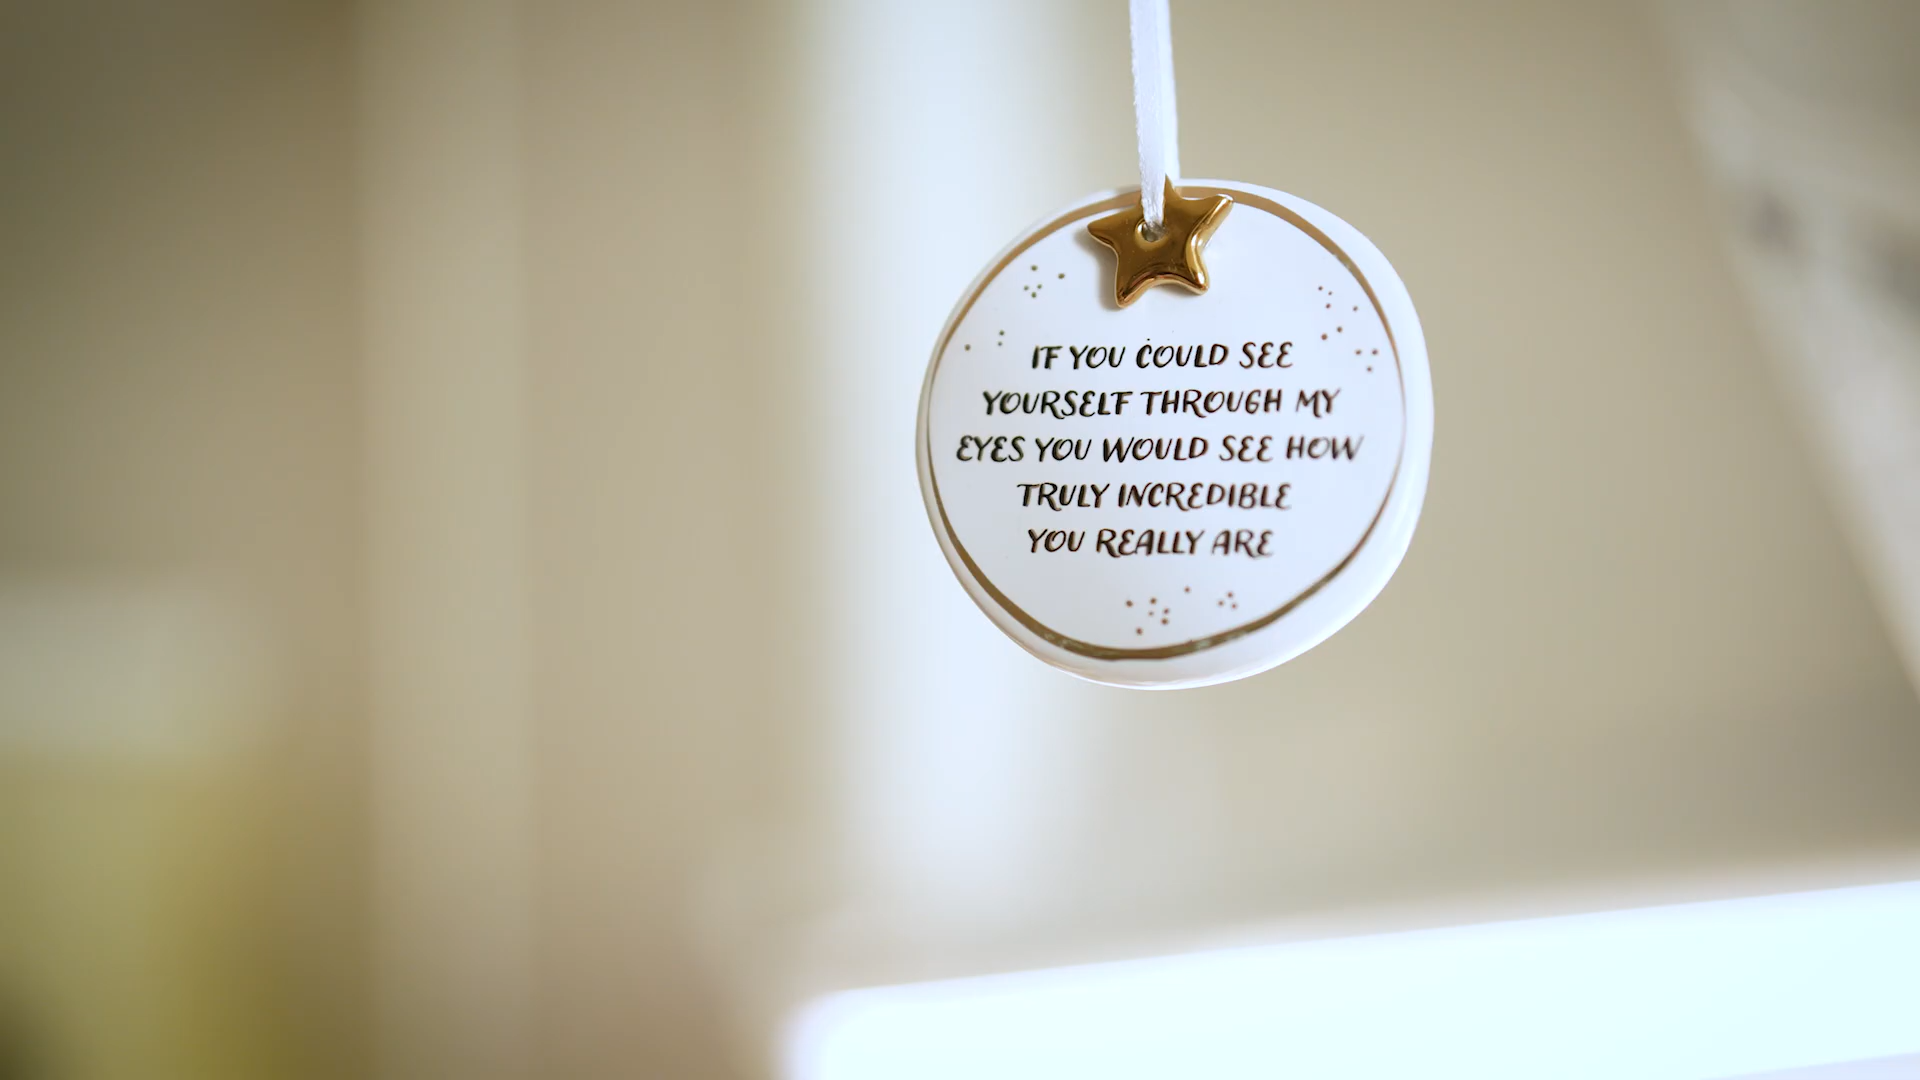 IF YOU COULD SEE
YOURSELF THROUGH MY
EYES YOU WOULD SEE HOW
TRULY INCREDIBLE
YOU REALLY ARE